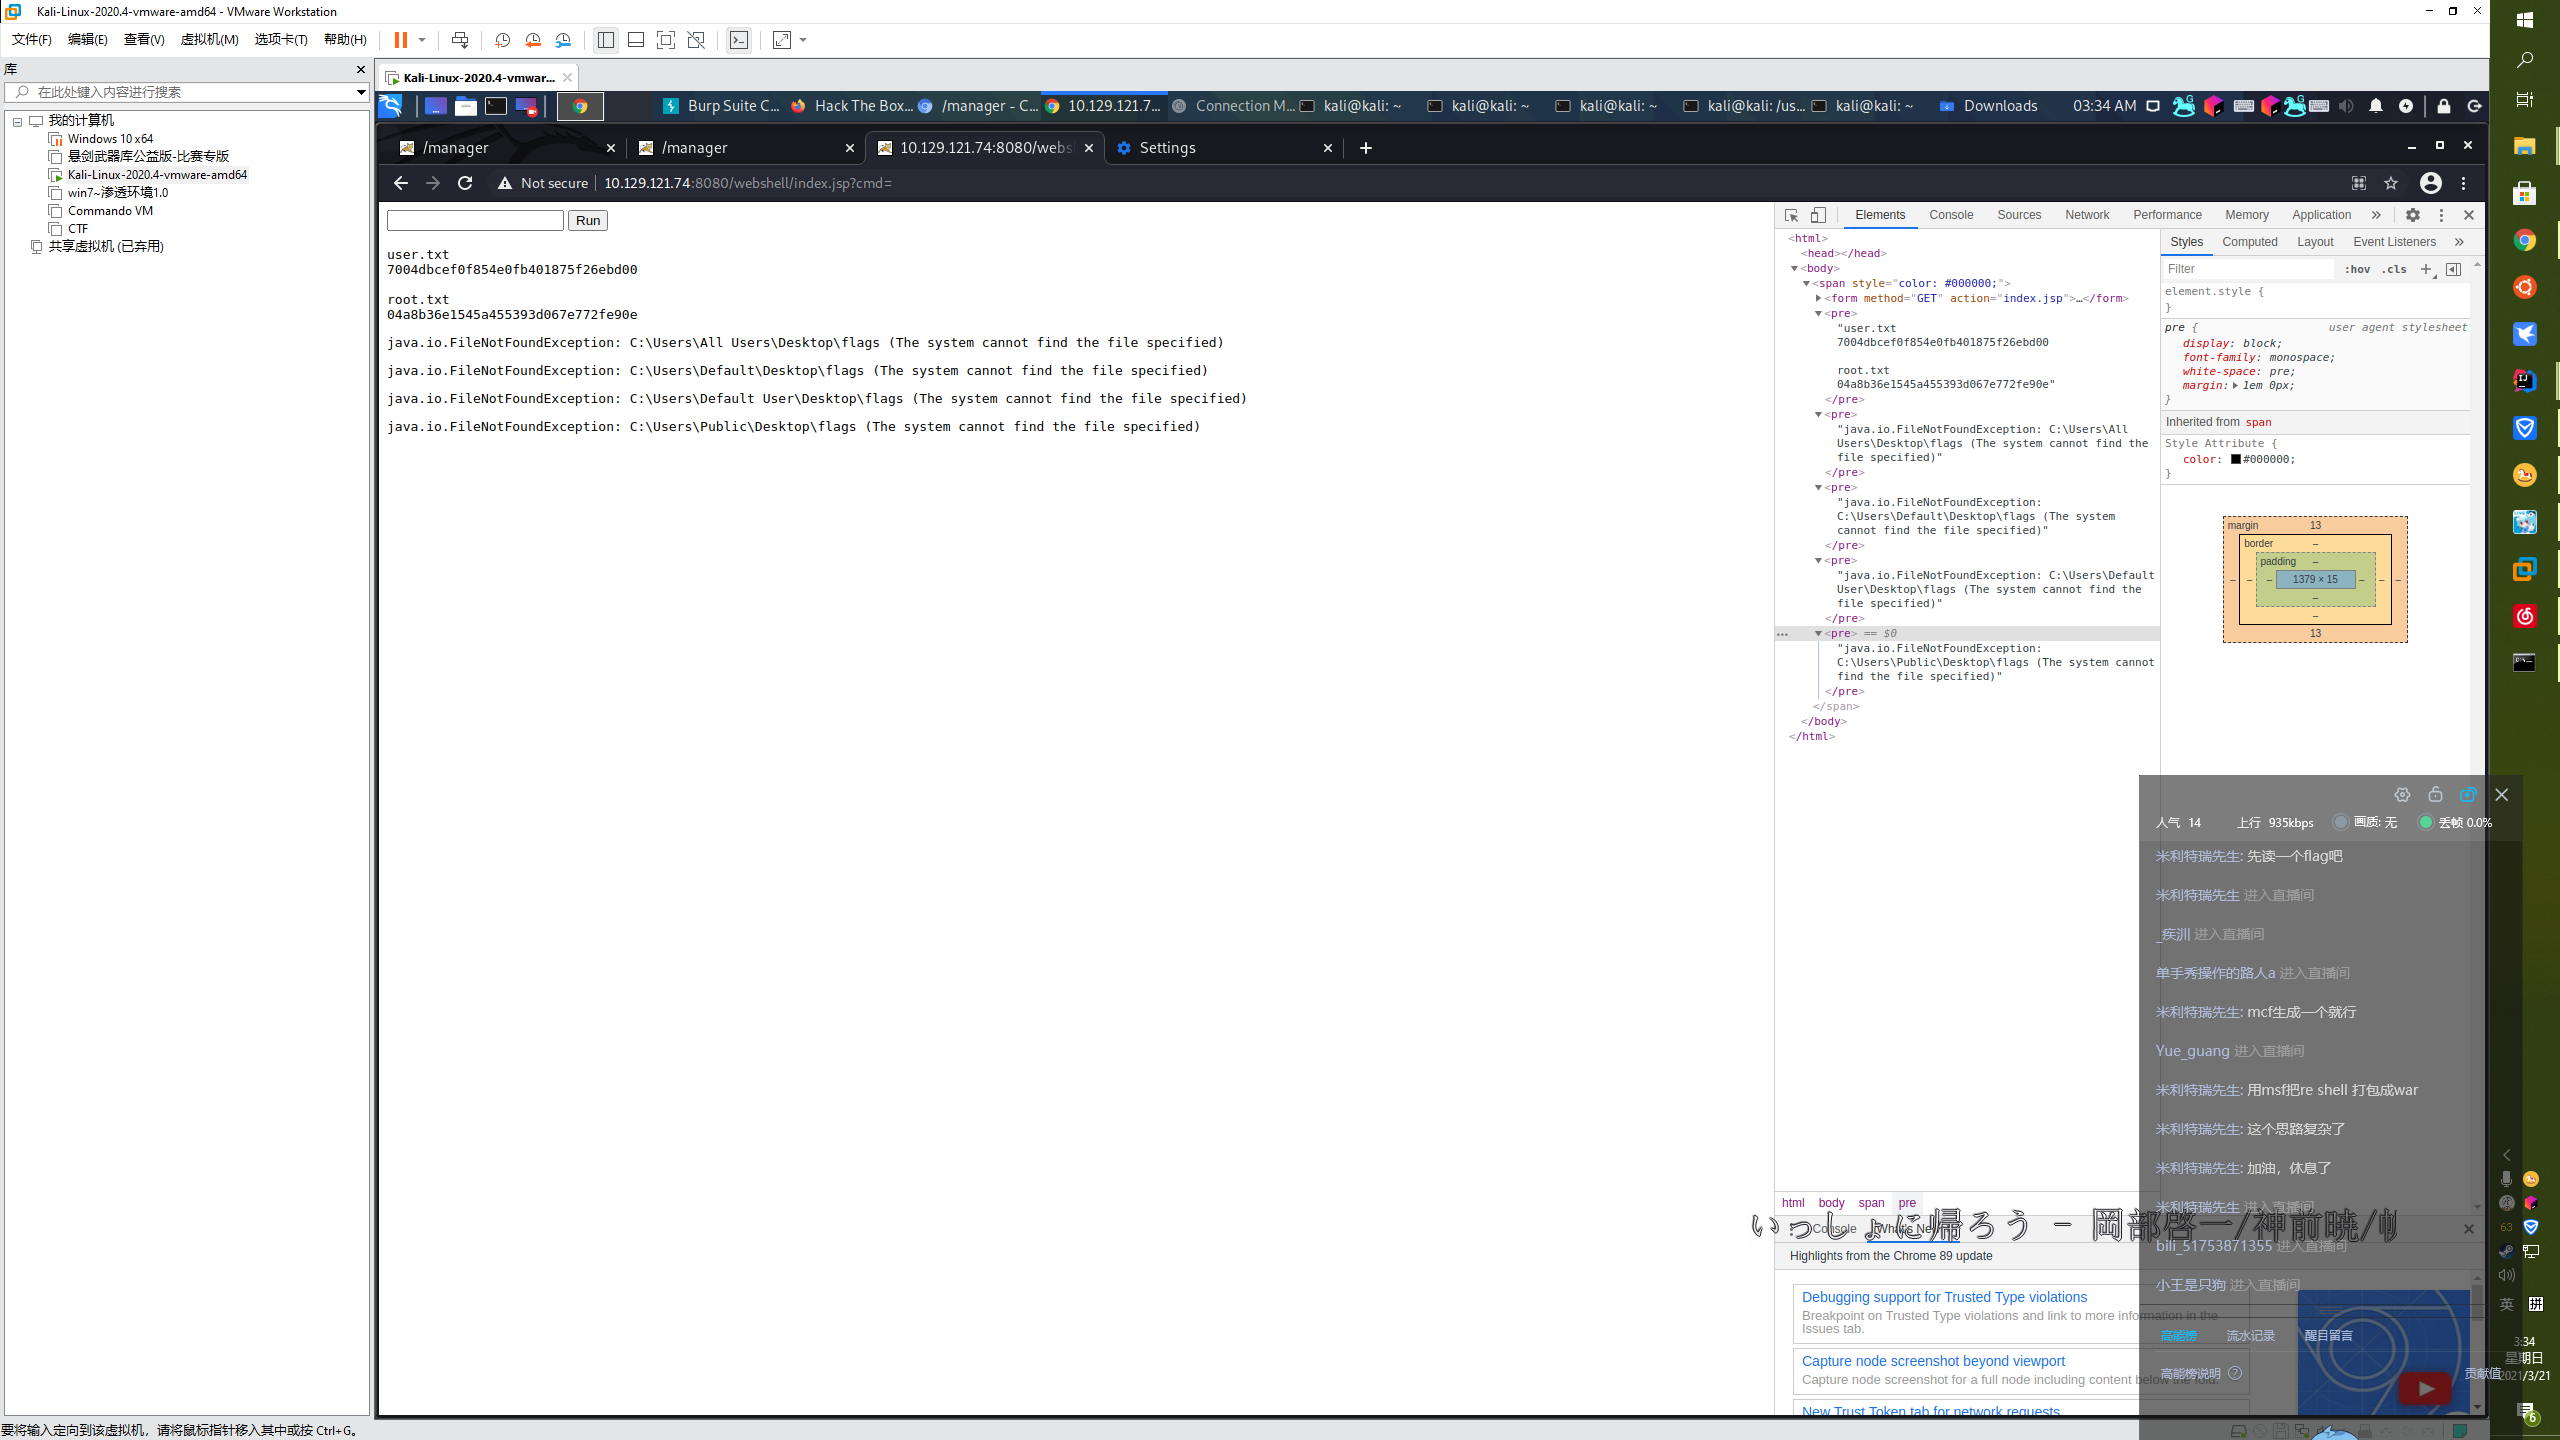 Kali-Linux-2020.4-vmware-amd64 - VMware Workstation
文件(F) 编辑(E) 查看(V) 虚拟机(M) 选项卡(T) 帮助(H)
库
在此处键入内容进行搜索
我的计算机
Windows 10 x64
悬剑武器库公益版-比赛专版
Kali-Linux-2020.4-vmware-amd64
win7~渗透环境1.0
Commando VM
CTF
共享虚拟机 (已弃用)
Kali-Linux-2020.4-vmwar...
Burp Suite C... Hack The Box... /manager - C... 10.129.121.7... Connection M... kali@kali: ~ kali@kali: ~ kali@kali: ~ kali@kali: /us... kali@kali: ~ Downloads 03:34 AM
/manager /manager 10.129.121.74:8080/webs Settings
Not secure 10.129.121.74:8080/webshell/index.jsp?cmd=
Run
user.txt
7004dbcef0f854e0fb401875f26ebd00
root.txt
04a8b36e1545a455393d067e772fe90e
java.io.FileNotFoundException: C:\Users\All Users\Desktop\flags (The system cannot find the file specified)
java.io.FileNotFoundException: C:\Users\Default\Desktop\flags (The system cannot find the file specified)
java.io.FileNotFoundException: C:\Users\Default User\Desktop\flags (The system cannot find the file specified)
java.io.FileNotFoundException: C:\Users\Public\Desktop\flags (The system cannot find the file specified)
Elements Console Sources Network Performance Memory Application »
<html>
<head></head>
<body>
<span style="color: #000000;">
<form method="GET" action="index.jsp">…</form>
<pre>
"user.txt
7004dbcef0f854e0fb401875f26ebd00
root.txt
04a8b36e1545a455393d067e772fe90e"
</pre>
<pre>
"java.io.FileNotFoundException: C:\Users\All
Users\Desktop\flags (The system cannot find the
file specified)"
</pre>
<pre>
"java.io.FileNotFoundException:
C:\Users\Default\Desktop\flags (The system
cannot find the file specified)"
</pre>
<pre>
"java.io.FileNotFoundException: C:\Users\Default
User\Desktop\flags (The system cannot find the
file specified)"
</pre>
<pre> == $0
"java.io.FileNotFoundException:
C:\Users\Public\Desktop\flags (The system cannot
find the file specified)"
</pre>
</span>
</body>
</html>
Styles Computed Layout Event Listeners »
Filter :hov .cls +
element.style {
}
pre { user agent stylesheet
display: block;
font-family: monospace;
white-space: pre;
margin: 1em 0px;
}
Inherited from span
Style Attribute {
color: #000000;
}
margin 13
border –
padding –
– – – 1379 × 15 – – –
–
–
13
人气 14 上行 935kbps 画质: 无 丢帧 0.0%
米利特瑞先生: 先读一个flag吧
米利特瑞先生 进入直播间
_疾洲 进入直播间
单手秀操作的路人a 进入直播间
米利特瑞先生: mcf生成一个就行
Yue_guang 进入直播间
米利特瑞先生: 用msf把re shell 打包成war
米利特瑞先生: 这个思路复杂了
米利特瑞先生: 加油，休息了
米利特瑞先生 进入直播间
bili_51753871355 进入直播间
小王是只狗 进入直播间
高能榜 流水记录 醒目留言
高能榜说明 贡献值
html body span pre
いっしょに帰ろう - 岡部啓一/神前暁/帆
Console What's New
Highlights from the Chrome 89 update
Debugging support for Trusted Type violations
Breakpoint on Trusted Type violations and link to more information in the
Issues tab.
Capture node screenshot beyond viewport
Capture node screenshot for a full node including content below the fold.
New Trust Token tab for network requests
63
英 拼
3:34
星期日
2021/3/21
6
要将输入定向到该虚拟机，请将鼠标指针移入其中或按 Ctrl+G。